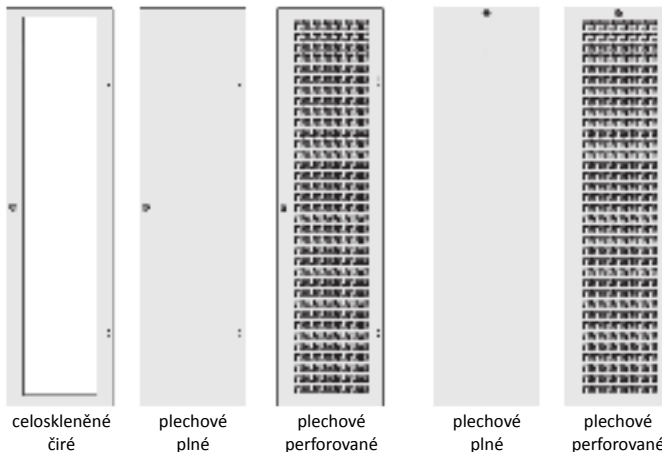 celoskleněné
čiré
plechové
plné
plechové
perforované
plechové
plné
plechové
perforované